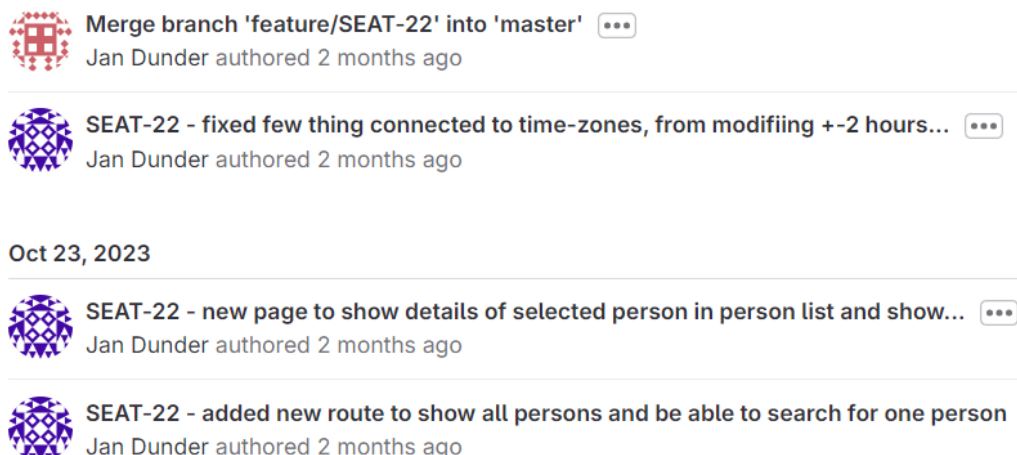 Merge branch 'feature/SEAT-22' into 'master'
Jan Dunder authored 2 months ago
SEAT-22 - fixed few thing connected to time-zones, from modifiing +-2 hours...
Jan Dunder authored 2 months ago
Oct 23, 2023
SEAT-22 - new page to show details of selected person in person list and show...
Jan Dunder authored 2 months ago
SEAT-22 - added new route to show all persons and be able to search for one person
Jan Dunder authored 2 months ago